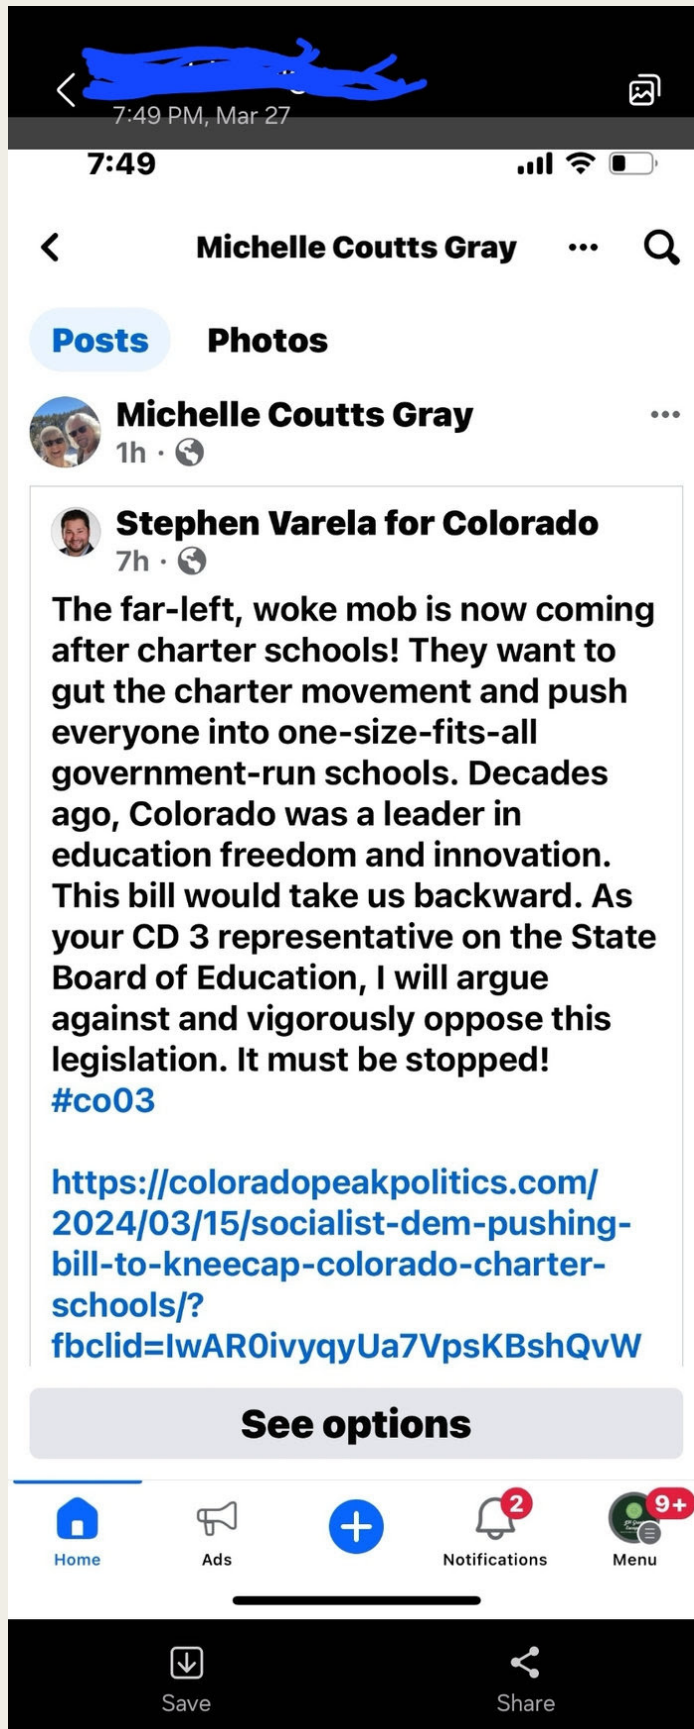 7:49 PM, Mar 27
7:49
Michelle Coutts Gray
Posts Photos
Michelle Coutts Gray
1h ·
Stephen Varela for Colorado
7h ·
The far-left, woke mob is now coming
after charter schools! They want to
gut the charter movement and push
everyone into one-size-fits-all
government-run schools. Decades
ago, Colorado was a leader in
education freedom and innovation.
This bill would take us backward. As
your CD 3 representative on the State
Board of Education, I will argue
against and vigorously oppose this
legislation. It must be stopped!
#co03
https://coloradopeakpolitics.com/
2024/03/15/socialist-dem-pushing-
bill-to-kneecap-colorado-charter-
schools/?
fbclid=IwAR0ivyqyUa7VpsKBshQvW
See options
2 9+
Home Ads Notifications Menu
Save Share